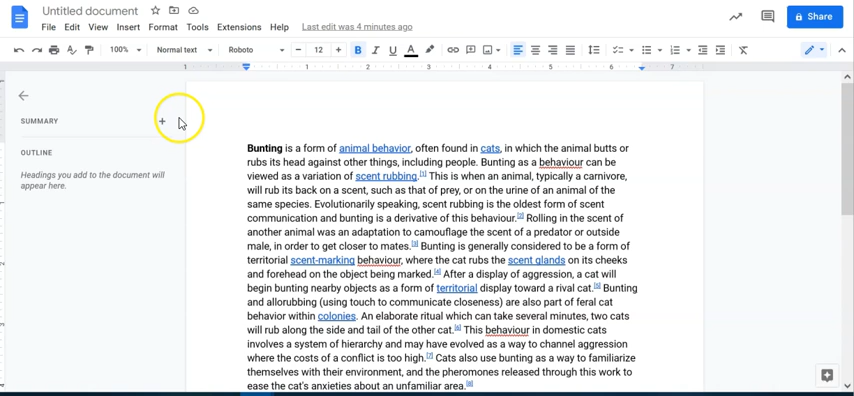 Untitled document
File Edit View Insert Format Tools Extensions Help Last edit was 4 minutes ago
Share
100% Normal text Roboto - 12 + B I U A
1 1 2 3 4 5 6 7
SUMMARY +
OUTLINE
Headings you add to the document will
appear here.
Bunting is a form of animal behavior, often found in cats, in which the animal butts or
rubs its head against other things, including people. Bunting as a behaviour can be
viewed as a variation of scent rubbing.[1] This is when an animal, typically a carnivore,
will rub its back on a scent, such as that of prey, or on the urine of an animal of the
same species. Evolutionarily speaking, scent rubbing is the oldest form of scent
communication and bunting is a derivative of this behaviour.[2] Rolling in the scent of
another animal was an adaptation to camouflage the scent of a predator or outside
male, in order to get closer to mates.[3] Bunting is generally considered to be a form of
territorial scent-marking behaviour, where the cat rubs the scent glands on its cheeks
and forehead on the object being marked.[4] After a display of aggression, a cat will
begin bunting nearby objects as a form of territorial display toward a rival cat.[5] Bunting
and allorubbing (using touch to communicate closeness) are also part of feral cat
behavior within colonies. An elaborate ritual which can take several minutes, two cats
will rub along the side and tail of the other cat.[6] This behaviour in domestic cats
involves a system of hierarchy and may have evolved as a way to channel aggression
where the costs of a conflict is too high.[7] Cats also use bunting as a way to familiarize
themselves with their environment, and the pheromones released through this work to
ease the cat's anxieties about an unfamiliar area.[8]